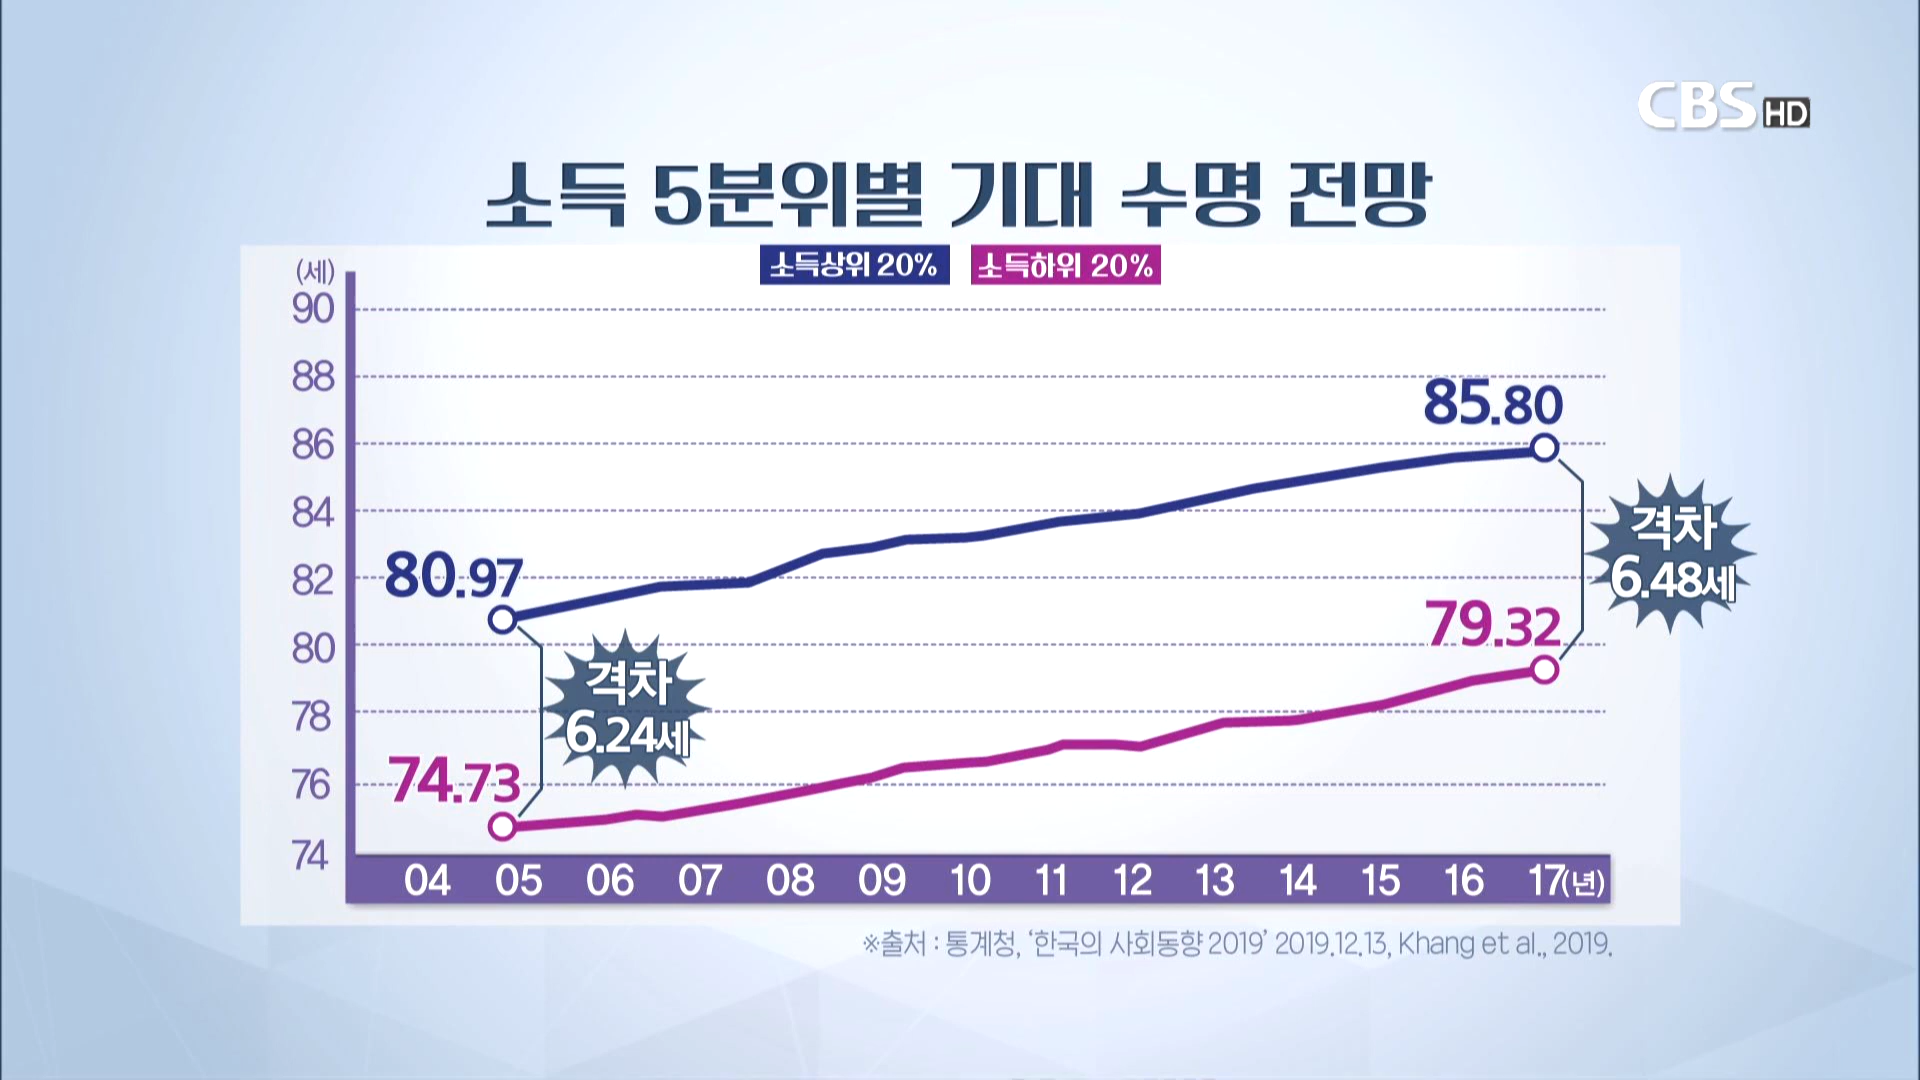 CBS HD
소득 5분위별 기대 수명 전망
소득상위 20% 소득하위 20%
(세)
90
88
86
84
82
80
78
76
74
85.80
80.97
격차
6.48세
79.32
격차
6.24세
74.73
04 05 06 07 08 09 10 11 12 13 14 15 16 17(년)
※출처 : 통계청, ‘한국의 사회동향 2019’ 2019.12.13, Khang et al., 2019.